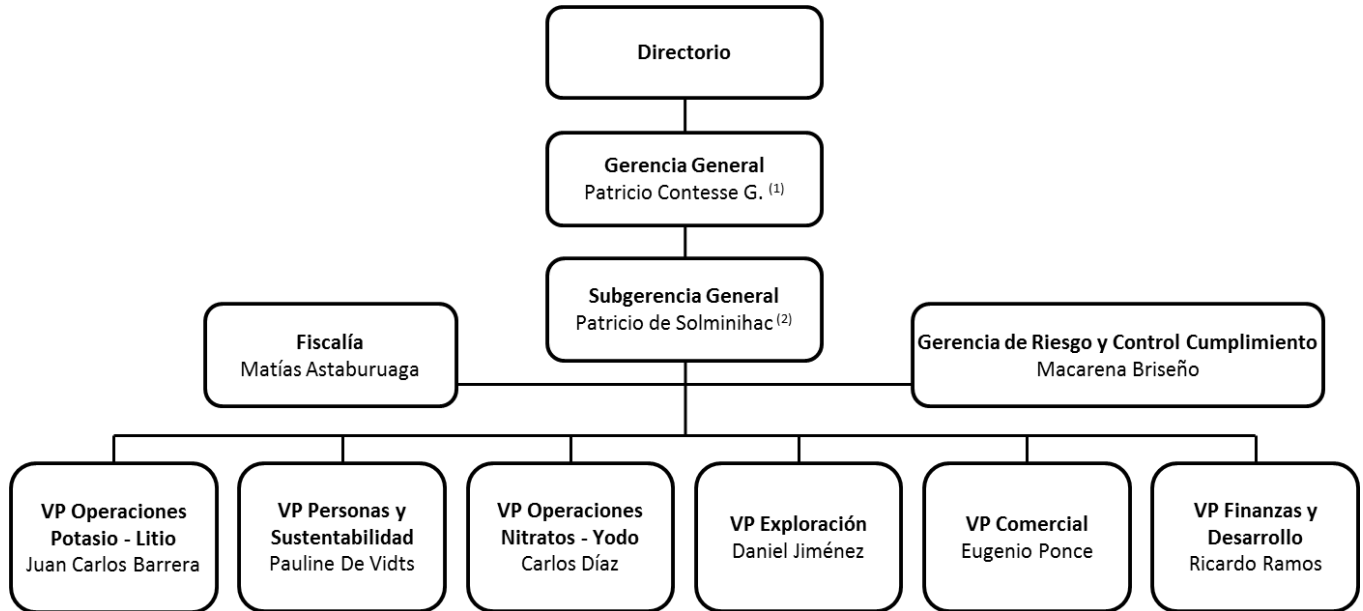 Directorio
Gerencia General
Patricio Contesse G. (1)
Subgerencia General
Patricio de Solminihac (2)
Fiscalía
Matías Astaburuaga
Gerencia de Riesgo y Control Cumplimiento
Macarena Briseño
VP Operaciones
Potasio - Litio
Juan Carlos Barrera
VP Personas y
Sustentabilidad
Pauline De Vidts
VP Operaciones
Nitratos - Yodo
Carlos Díaz
VP Exploración
Daniel Jiménez
VP Comercial
Eugenio Ponce
VP Finanzas y
Desarrollo
Ricardo Ramos